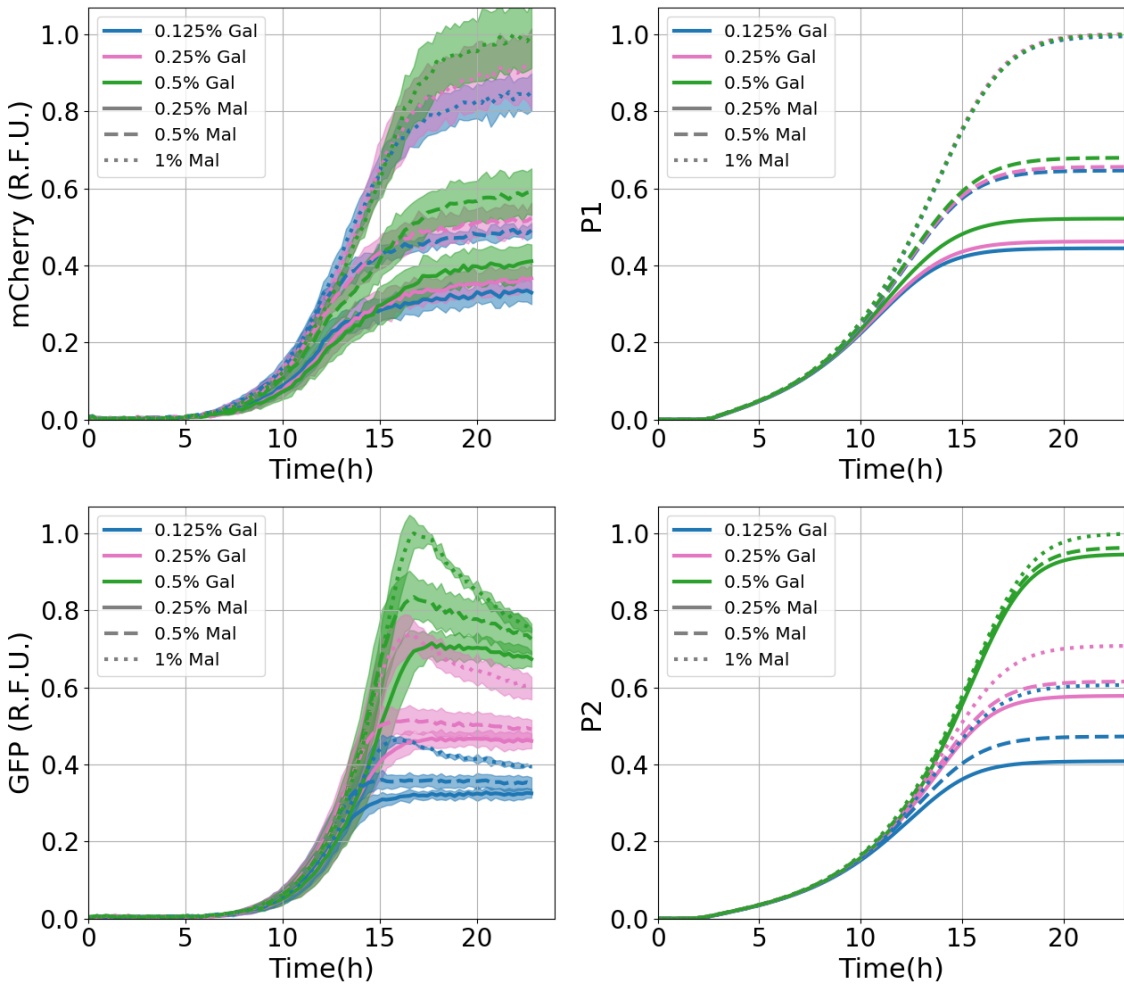 mCherry (R.F.U.)
1.0
0.8
0.6
0.4
0.2
0.0
0.125% Gal
0.25% Gal
0.5% Gal
0.25% Mal
0.5% Mal
1% Mal
0 5 10 15 20
Time(h)
P1
1.0
0.8
0.6
0.4
0.2
0.0
0.125% Gal
0.25% Gal
0.5% Gal
0.25% Mal
0.5% Mal
1% Mal
0 5 10 15 20
Time(h)
GFP (R.F.U.)
1.0
0.8
0.6
0.4
0.2
0.0
0.125% Gal
0.25% Gal
0.5% Gal
0.25% Mal
0.5% Mal
1% Mal
0 5 10 15 20
Time(h)
P2
1.0
0.8
0.6
0.4
0.2
0.0
0.125% Gal
0.25% Gal
0.5% Gal
0.25% Mal
0.5% Mal
1% Mal
0 5 10 15 20
Time(h)